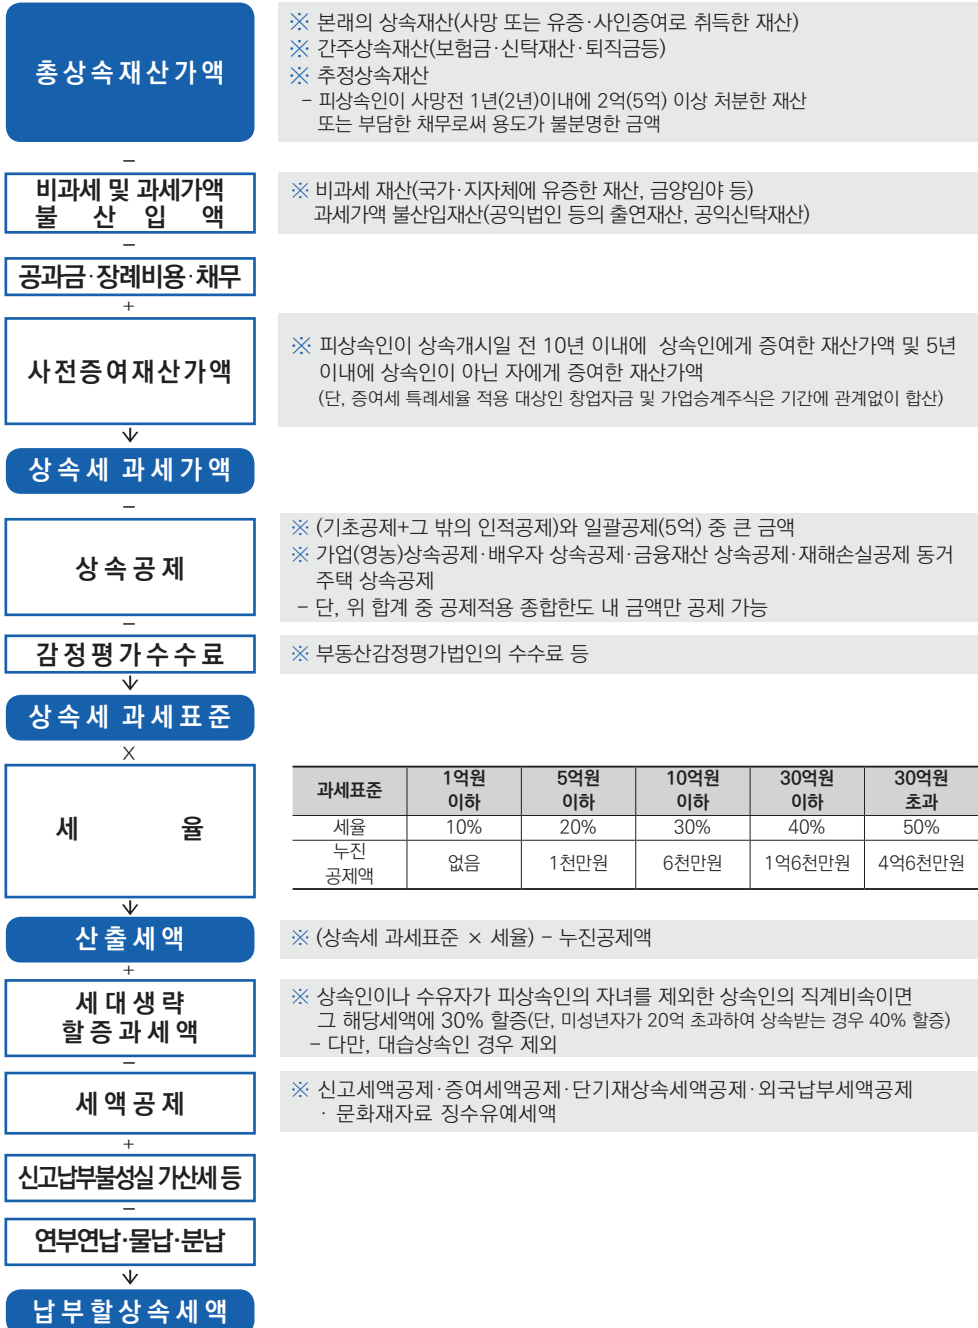 총상속재산가액
※ 본래의 상속재산(사망 또는 유증·사인증여로 취득한 재산)
※ 간주상속재산(보험금·신탁재산·퇴직금등)
※ 추정상속재산
- 피상속인이 사망전 1년(2년)이내에 2억(5억) 이상 처분한 재산
또는 부담한 채무로써 용도가 불분명한 금액
−
비과세 및 과세가액
불 산 입 액
※ 비과세 재산(국가·지자체에 유증한 재산, 금양임야 등)
과세가액 불산입재산(공익법인 등의 출연재산, 공익신탁재산)
−
공과금·장례비용·채무
+
사전증여재산가액
※ 피상속인이 상속개시일 전 10년 이내에 상속인에게 증여한 재산가액 및 5년
이내에 상속인이 아닌 자에게 증여한 재산가액
(단, 증여세 특례세율 적용 대상인 창업자금 및 가업승계주식은 기간에 관계없이 합산)
↓
상속세 과세가액
−
상속공제
※ (기초공제+그 밖의 인적공제)와 일괄공제(5억) 중 큰 금액
※ 가업(영농)상속공제·배우자 상속공제·금융재산 상속공제·재해손실공제 동거
주택 상속공제
- 단, 위 합계 중 공제적용 종합한도 내 금액만 공제 가능
−
감정평가수수료
※ 부동산감정평가법인의 수수료 등
↓
상속세 과세표준
X
세 율
과세표준 1억원 이하 5억원 이하 10억원 이하 30억원 이하 30억원 초과
세율 10% 20% 30% 40% 50%
누진 공제액 없음 1천만원 6천만원 1억6천만원 4억6천만원
↓
산출세액
※ (상속세 과세표준 × 세율) - 누진공제액
+
세대생략
할증과세액
※ 상속인이나 수유자가 피상속인의 자녀를 제외한 상속인의 직계비속이면
그 해당세액에 30% 할증(단, 미성년자가 20억 초과하여 상속받는 경우 40% 할증)
- 다만, 대습상속인 경우 제외
−
세액공제
※ 신고세액공제·증여세액공제·단기재상속세액공제·외국납부세액공제
· 문화재자료 징수유예세액
+
신고납부불성실 가산세 등
−
연부연납·물납·분납
↓
납부할상속세액